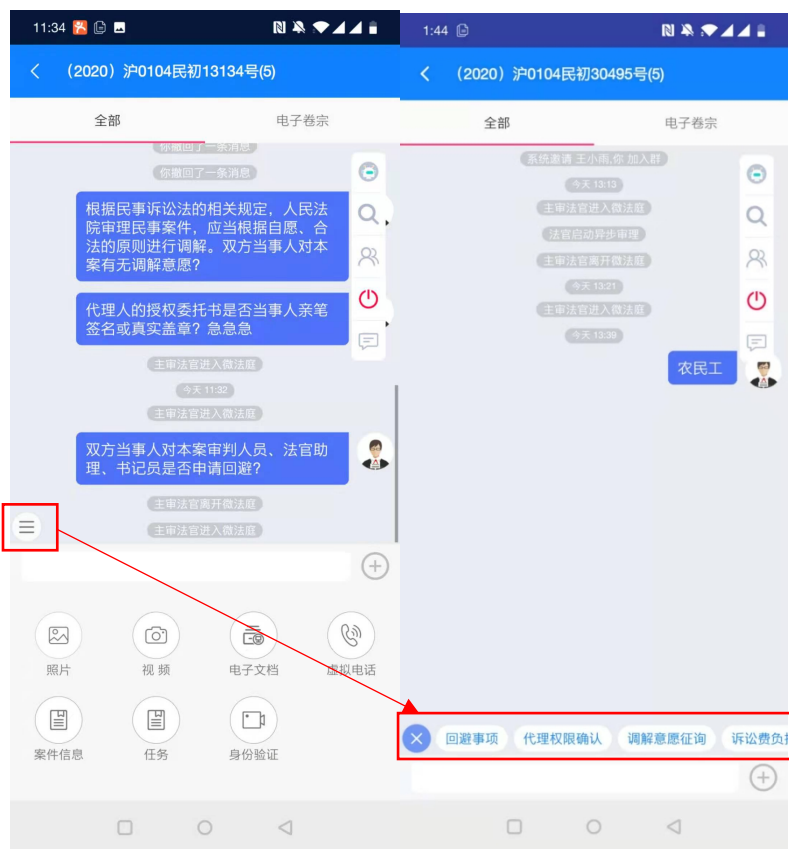 11:34
（2020）沪0104民初13134号(5)
全部
电子卷宗
你撤回了一条消息
你撤回了一条消息
根据民事诉讼法的相关规定，人民法
院审理民事案件，应当根据自愿、合
法的原则进行调解。双方当事人对本
案有无调解意愿？
代理人的授权委托书是否当事人亲笔
签名或真实盖章？急急急
主审法官进入微法庭
今天 11:32
主审法官进入微法庭
双方当事人对本案审判人员、法官助
理、书记员是否申请回避？
主审法官离开微法庭
主审法官进入微法庭
照片
视 频
电子文档
虚拟电话
案件信息
任务
身份验证
1:44
（2020）沪0104民初30495号(5)
全部
电子卷宗
系统邀请 王小雨,你 加入群
今天 13:13
主审法官进入微法庭
法官启动异步审理
主审法官离开微法庭
今天 13:21
主审法官进入微法庭
今天 13:39
农民工
回避事项
代理权限确认
调解意愿征询
诉讼费负担